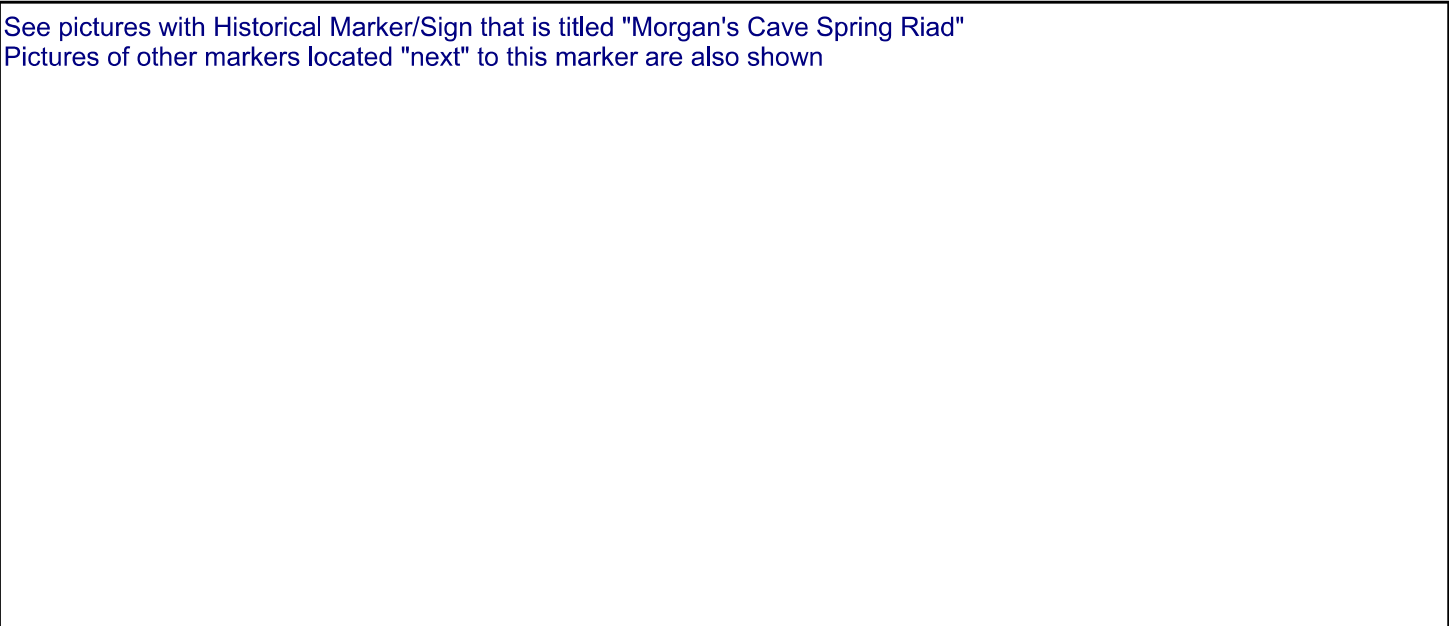 See pictures with Historical Marker/Sign that is titled "Morgan's Cave Spring Riad"
Pictures of other markers located "next" to this marker are also shown